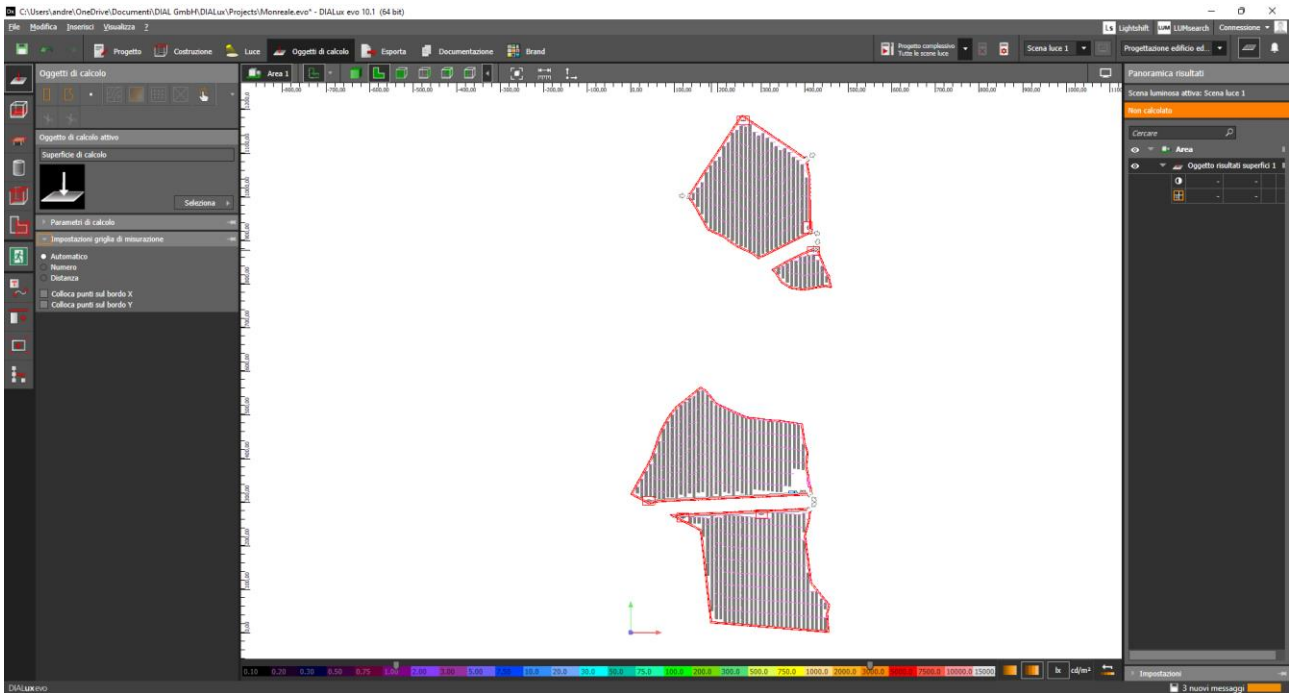 C:\Users\andre\OneDrive\Documenti\DIAL GmbH\DIALux\Projects\Monreale.evo* - DIALux evo 10.1 (64 bit)
File Modifica Inserisci Visualizza ?
Lightshift LUMsearch Connessione
Progetto Costruzione Luce Oggetti di calcolo Esporta Documentazione Brand
Progetto complessivo
Tutte le scene luce
Scena luce 1
Progettazione edificio ed...
Oggetti di calcolo
Area 1
Panoramica risultati
Scena luminosa attiva: Scena luce 1
Non calcolato
Cercare
Area
Oggetto risultati superfici 1
Oggetto di calcolo attivo
Superficie di calcolo
Seleziona
Parametri di calcolo
Impostazioni griglia di misurazione
Automatico
Numero
Distanza
Colloca punti sul bordo X
Colloca punti sul bordo Y
0.10 0.20 0.30 0.50 0.75 1.00 2.00 3.00 5.00 10.0 20.0 30.0 50.0 75.0 100.0 200.0 300.0 500.0 750.0 1000.0 2000.0 3000.0 7500.0 10000.0 15000
lx cd/m²
Impostazioni
DIALux evo
3 nuovi messaggi